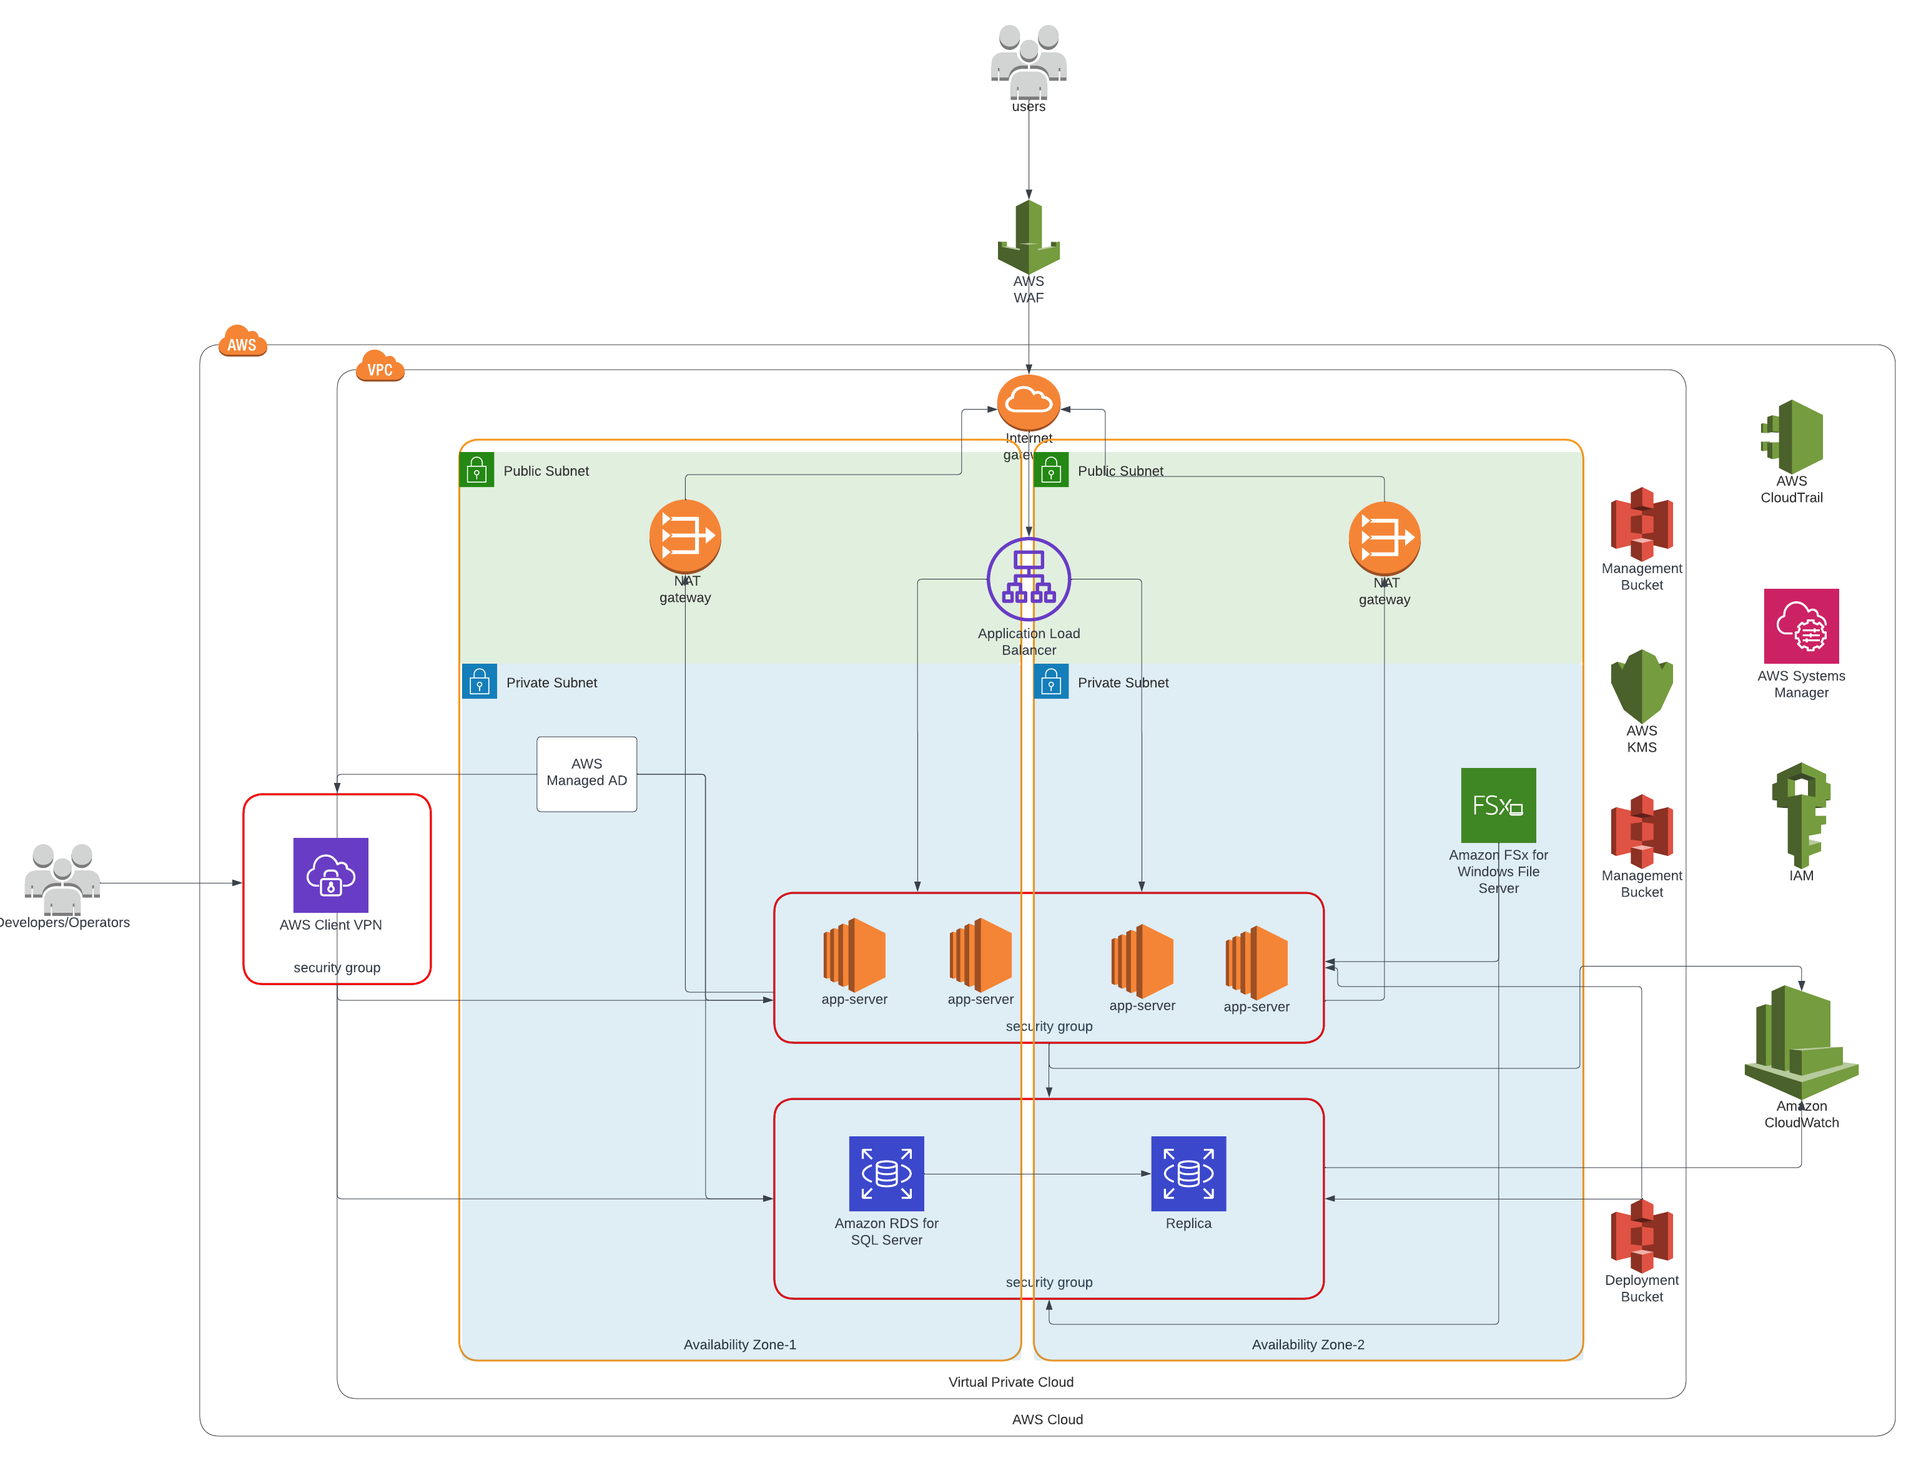 users
AWS
WAF
AWS
VPC
Internet
gateway
Public Subnet
Public Subnet
AWS
CloudTrail
NAT
gateway
NAT
gateway
Management
Bucket
Application Load
Balancer
Private Subnet
Private Subnet
AWS Systems
Manager
AWS
KMS
AWS
Managed AD
FSx
Amazon FSx for
Windows File
Server
Management
Bucket
IAM
Developers/Operators
AWS Client VPN
security group
app-server
app-server
app-server
app-server
security group
Amazon
CloudWatch
Amazon RDS for
SQL Server
Replica
security group
Deployment
Bucket
Availability Zone-1
Availability Zone-2
Virtual Private Cloud
AWS Cloud